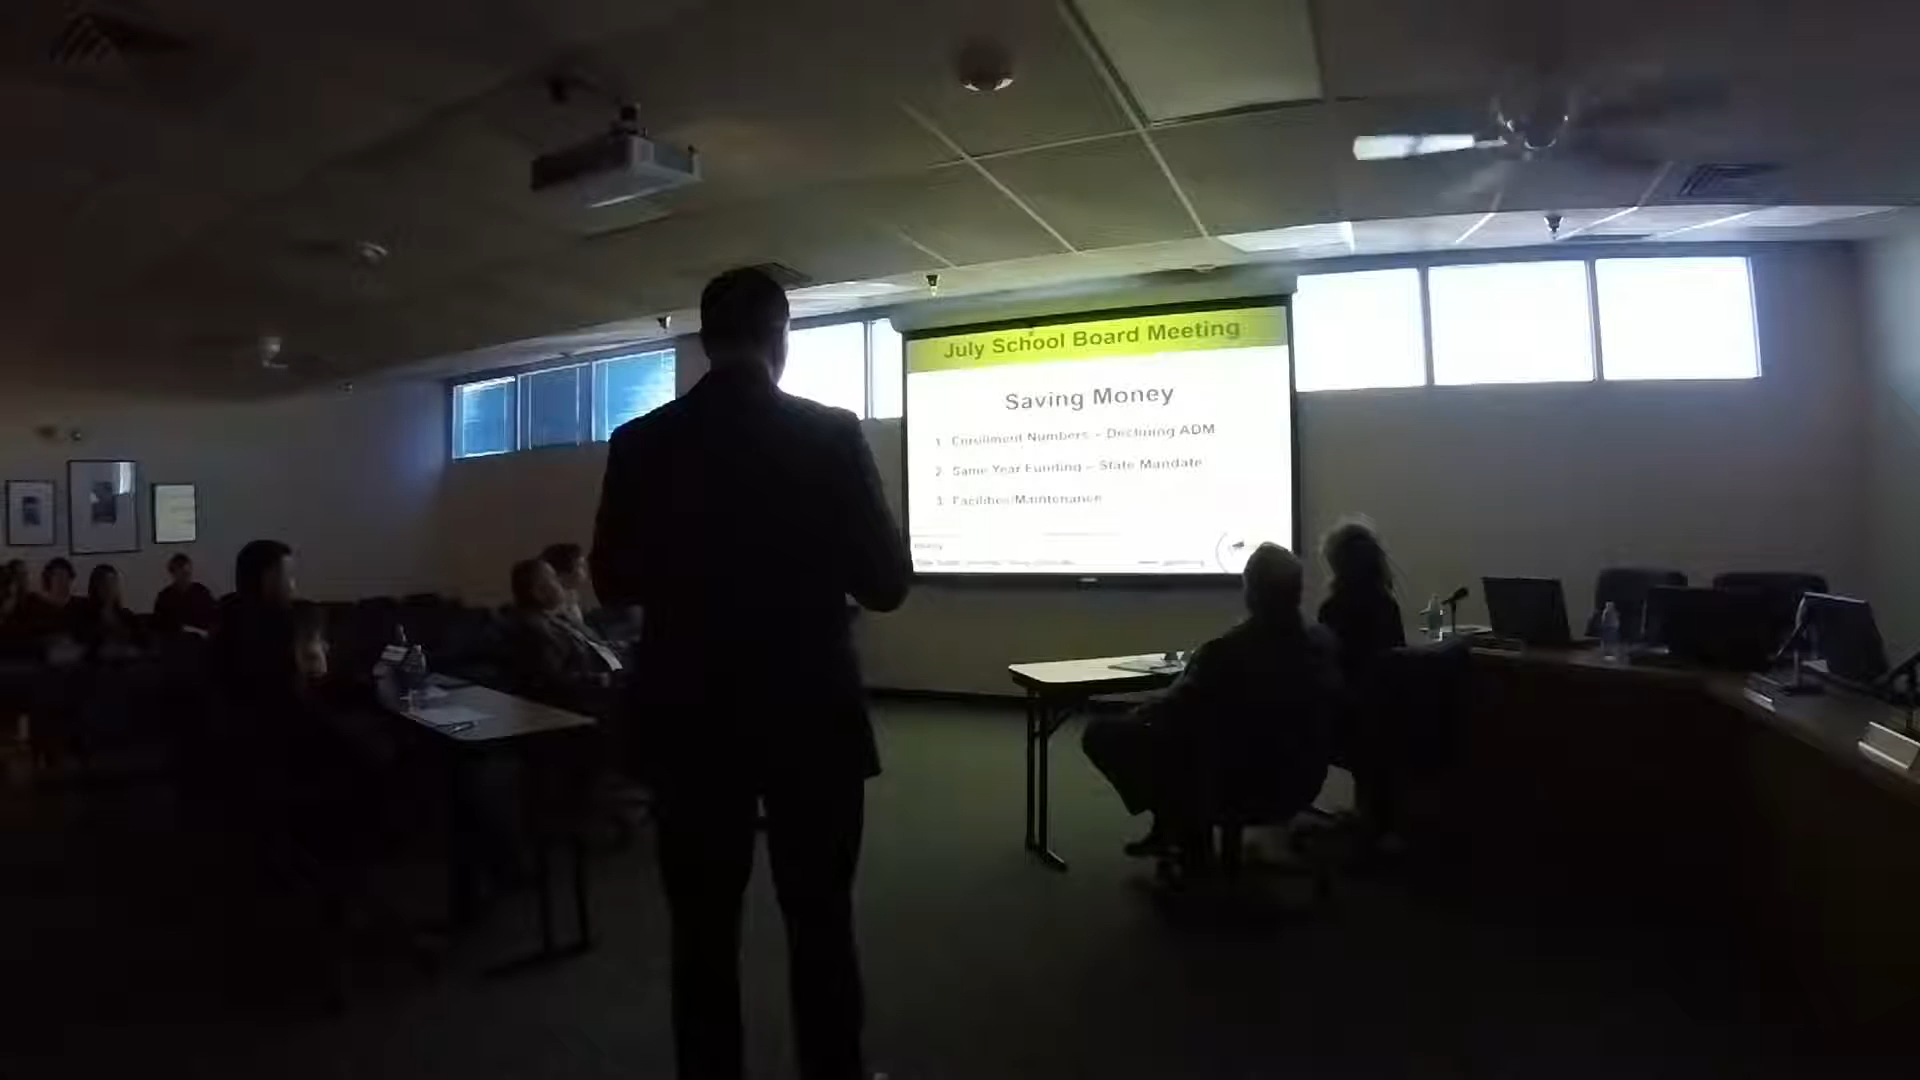 July School Board Meeting
Saving Money
1. Enrollment Numbers – Declining ADM
2. Same Year Funding – State Mandate
3. Facilities/Maintenance